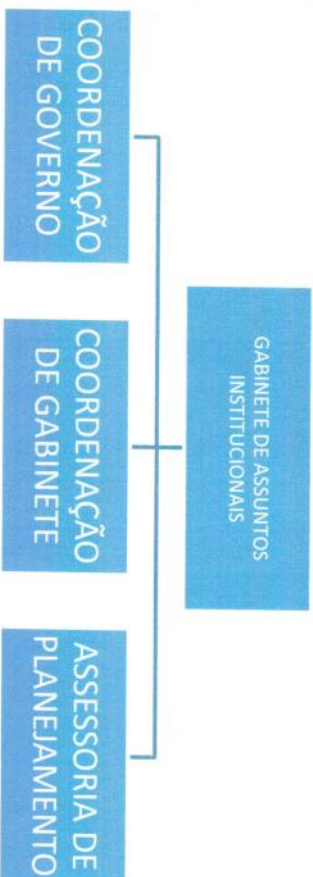 GABINETE DE ASSUNTOS
INSTITUCIONAIS
COORDENAÇÃO
DE GOVERNO
COORDENAÇÃO
DE GABINETE
ASSESSORIA DE
PLANEJAMENTO